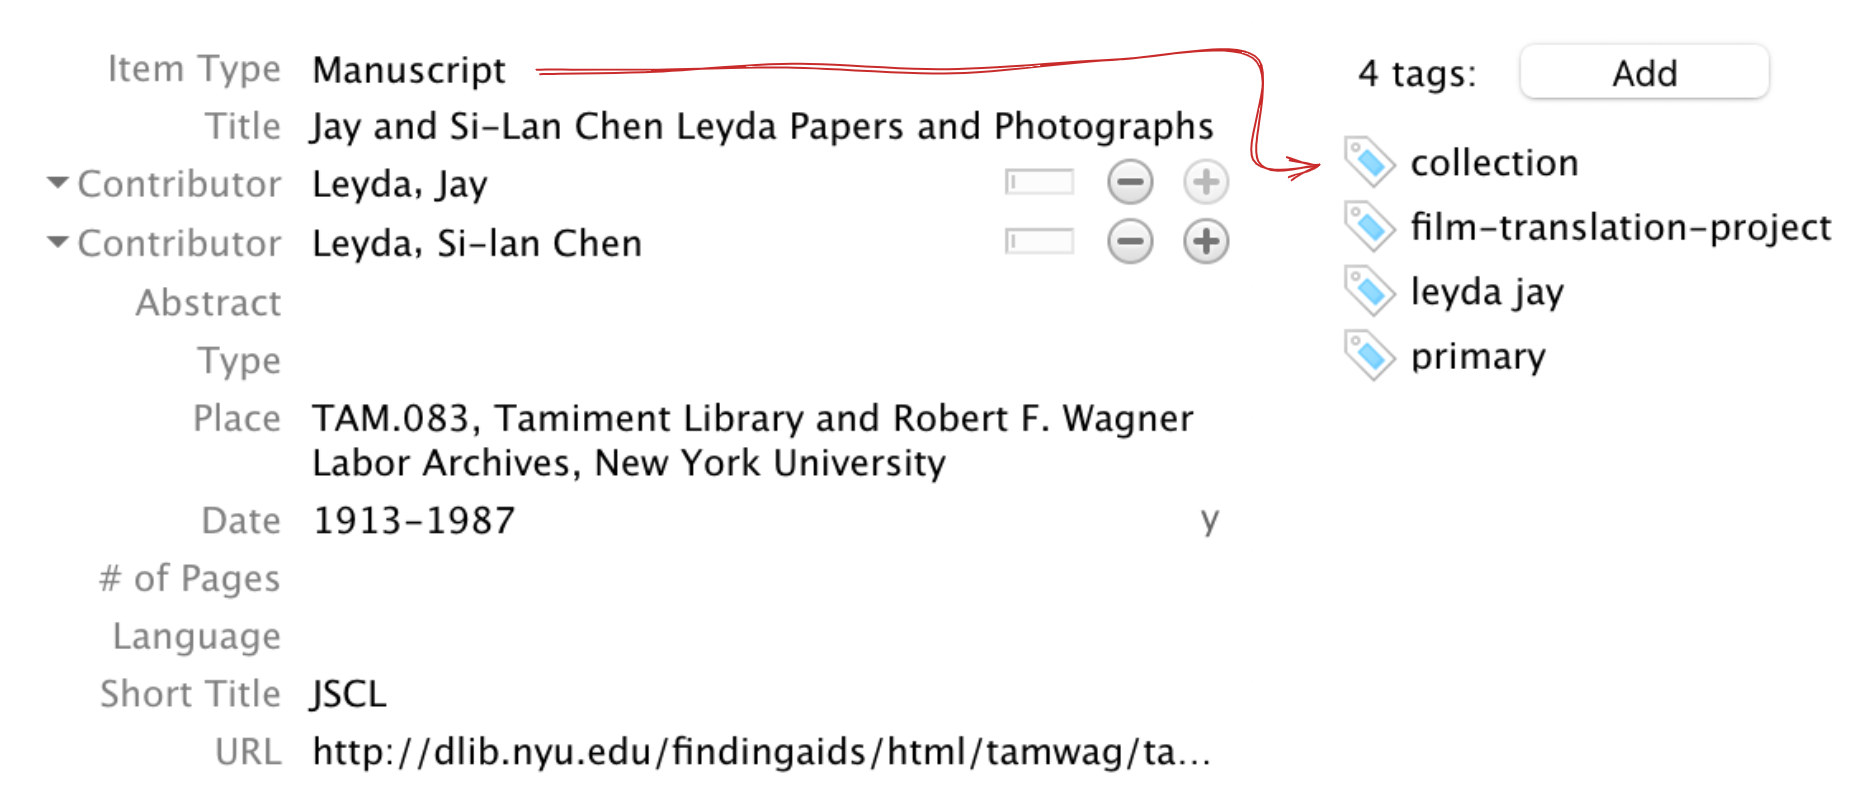 Item Type Manuscript
Title Jay and Si-Lan Chen Leyda Papers and Photographs
Contributor Leyda, Jay
Contributor Leyda, Si-lan Chen
Abstract
Type
Place TAM.083, Tamiment Library and Robert F. Wagner
Labor Archives, New York University
Date 1913-1987 y
# of Pages
Language
Short Title JSCL
URL http://dlib.nyu.edu/findingaids/html/tamwag/ta...
4 tags: Add
collection
film-translation-project
leyda jay
primary